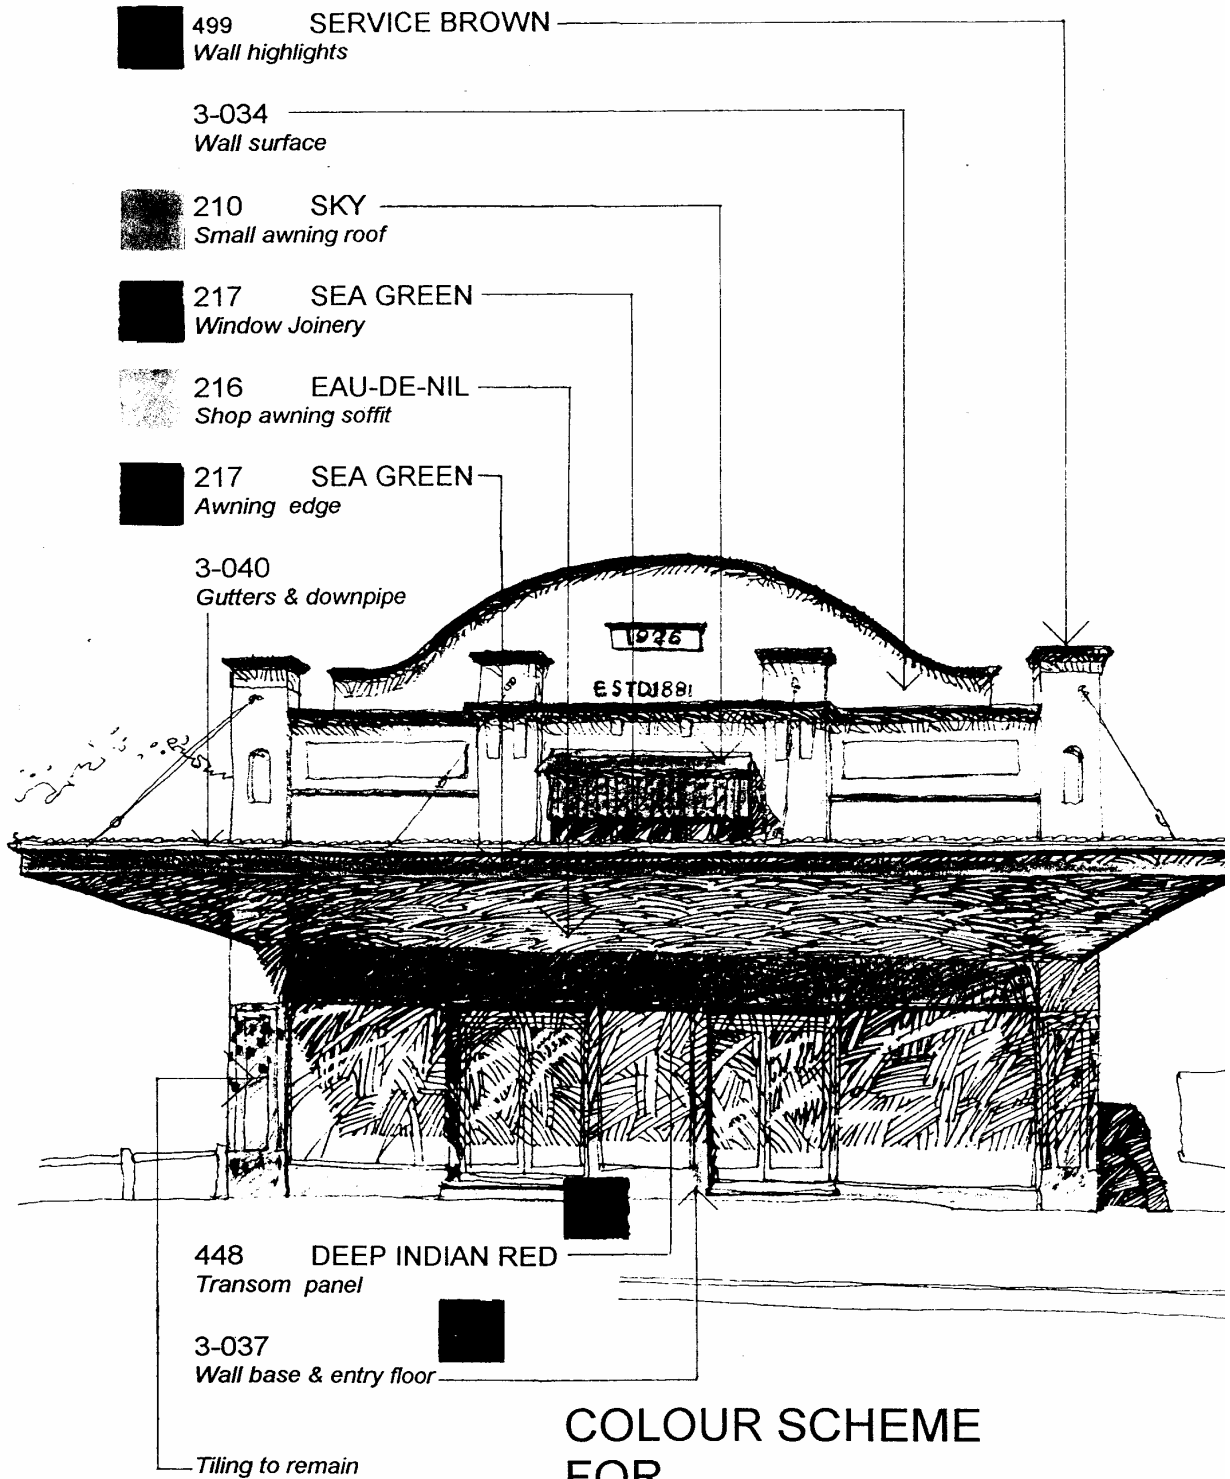 499 SERVICE BROWN
Wall highlights
3-034
Wall surface
210 SKY
Small awning roof
217 SEA GREEN
Window Joinery
216 EAU-DE-NIL
Shop awning soffit
217 SEA GREEN
Awning edge
3-040
Gutters & downpipe
1926
ESTD1881
448 DEEP INDIAN RED
Transom panel
3-037
Wall base & entry floor
Tiling to remain
COLOUR SCHEME
FOR